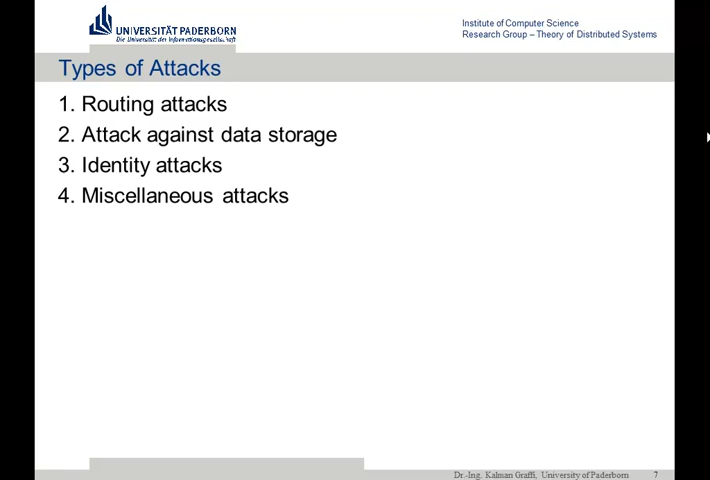 UNIVERSITÄT PADERBORN
Die Universität der Informationsgesellschaft
Institute of Computer Science
Research Group – Theory of Distributed Systems
Types of Attacks
1. Routing attacks
2. Attack against data storage
3. Identity attacks
4. Miscellaneous attacks
Dr.-Ing. Kalman Graffi, University of Paderborn 7